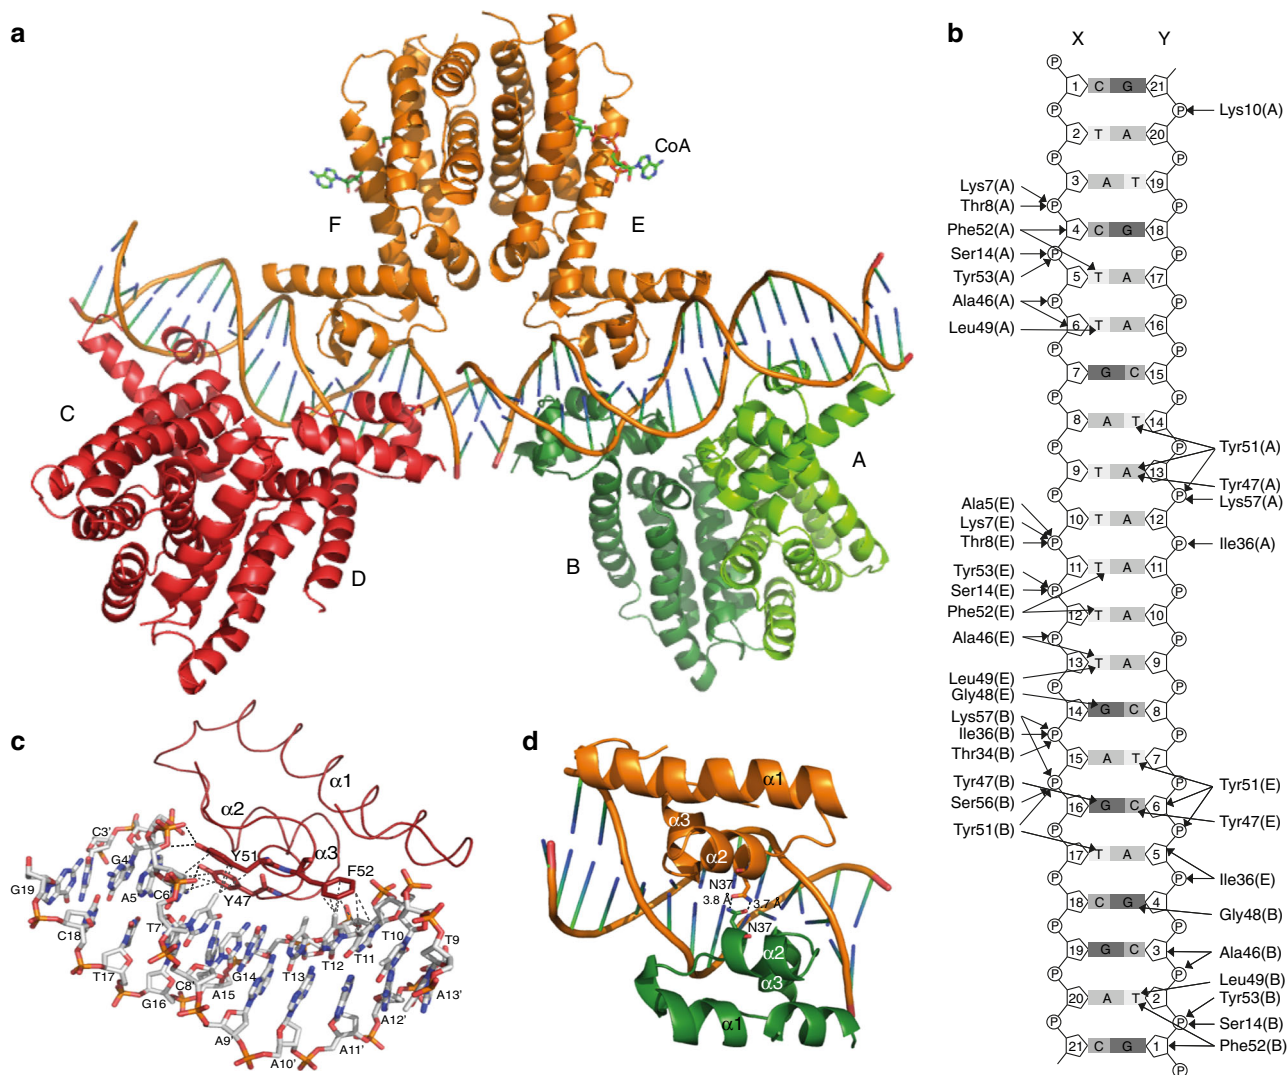 a
CoA
F
E
C
D
B
A
b
X Y
P
1 C G 21
P P Lys10(A)
2 T A 20
P P
3 A T 19
Lys7(A)
Thr8(A) P P
Phe52(A) 4 C G 18
Ser14(A) P P
Tyr53(A) 5 T A 17
Ala46(A) P P
Leu49(A) 6 T A 16
P P
7 G C 15
P P
8 A T 14
P P Tyr51(A)
9 T A 13
Tyr47(A)
P P Lys57(A)
Ala5(E)
Lys7(E) 10 T A 12
Thr8(E) P P Ile36(A)
Tyr53(E) 11 T A 11
Ser14(E) P P
Phe52(E) 12 T A 10
Ala46(E) P P
13 T A 9
Leu49(E)
Gly48(E) P P
14 G C 8
Lys57(B)
Ile36(B) P P
Thr34(B) 15 A T 7
Tyr47(B) P P Tyr51(E)
Ser56(B) 16 G C 6
Tyr47(E)
Tyr51(B) P P
17 T A 5
P P Ile36(E)
18 C G 4
Gly48(B)
P P
19 G C 3 Ala46(B)
P P
Leu49(B)
20 A T 2 Tyr53(B)
P P Ser14(B)
21 C G 1 Phe52(B)
P
c
α1
α2
α3
Y51
Y47
F52
C3'
G4'
G19
A5'
C6'
C18
T7'
T17
C8'
G14
G16
A15
T13
T12
T11
T10
T9
A9'
A10'
A11'
A12'
A13'
d
α1
α3
α2
N37
3.8 Å 3.7 Å
N37
α2
α3
α1